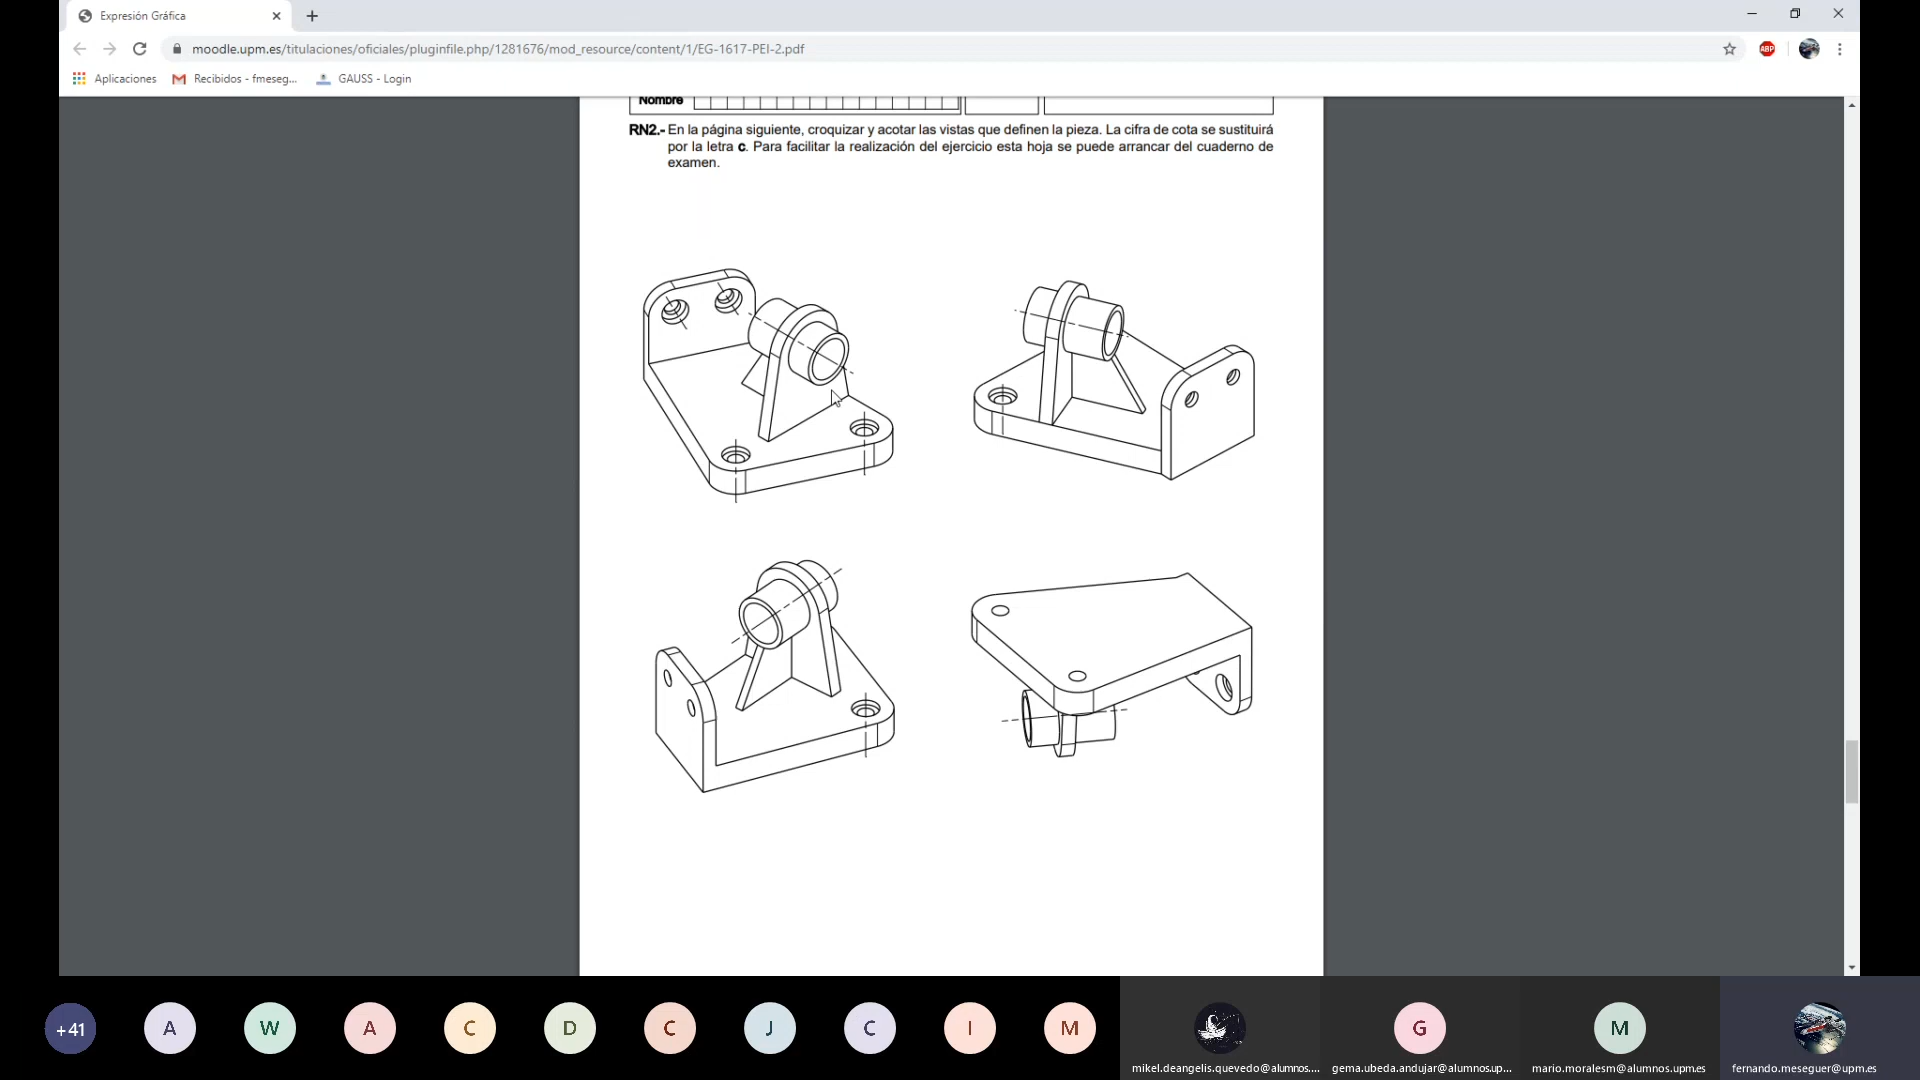 Expresión Gráfica
moodle.upm.es/titulaciones/oficiales/pluginfile.php/1281676/mod_resource/content/1/EG-1617-PEI-2.pdf
ABP
Aplicaciones
Recibidos - fmeseg...
GAUSS - Login
Nombre
RN2.- En la página siguiente, croquizar y acotar las vistas que definen la pieza. La cifra de cota se sustituirá
por la letra c. Para facilitar la realización del ejercicio esta hoja se puede arrancar del cuaderno de
examen.
+41
A
W
A
C
D
C
J
C
I
M
G
M
mikel.deangelis.quevedo@alumnos....
gema.ubeda.andujar@alumnos.up...
mario.moralesm@alumnos.upm.es
fernando.meseguer@upm.es